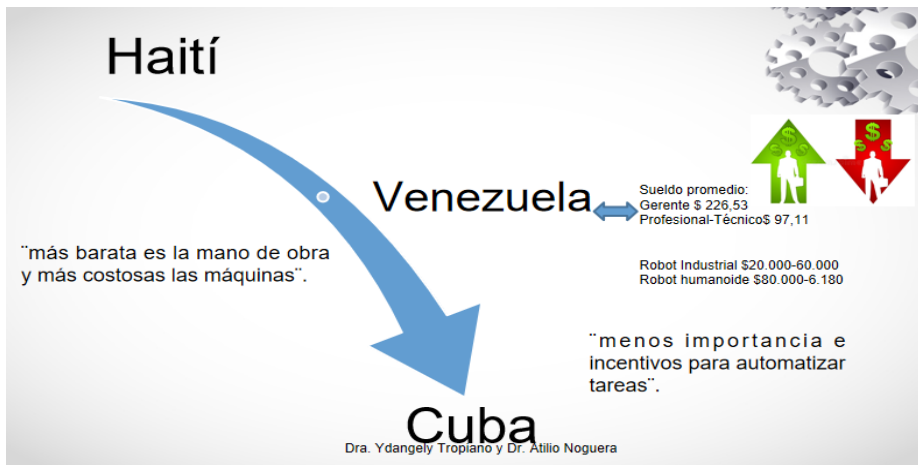 Haití
Venezuela
Sueldo promedio:
Gerente $ 226,53
Profesional-Técnico$ 97,11
¨más barata es la mano de obra
y más costosas las máquinas¨.
Robot Industrial $20.000-60.000
Robot humanoide $80.000-6.180
¨menos importancia e
incentivos para automatizar
tareas¨.
Cuba
Dra. Ydangely Tropiano y Dr. Atilio Noguera
$
$
$
$
$
$